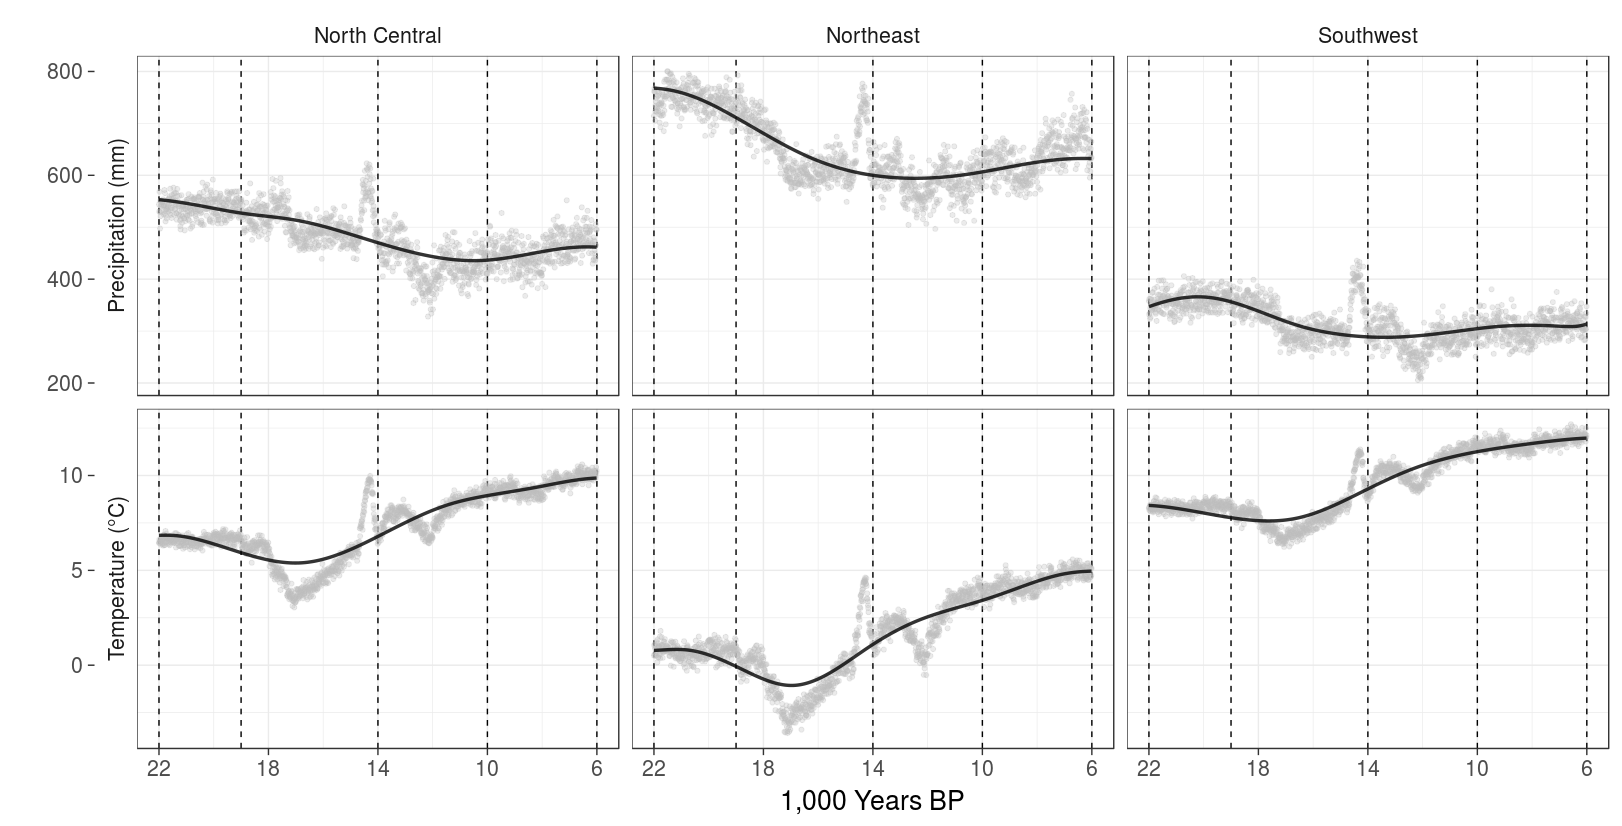 North Central Northeast Southwest
Precipitation (mm)
800
600
400
200
Temperature (°C)
10
5
0
22 18 14 10 6 22 18 14 10 6 22 18 14 10 6
1,000 Years BP